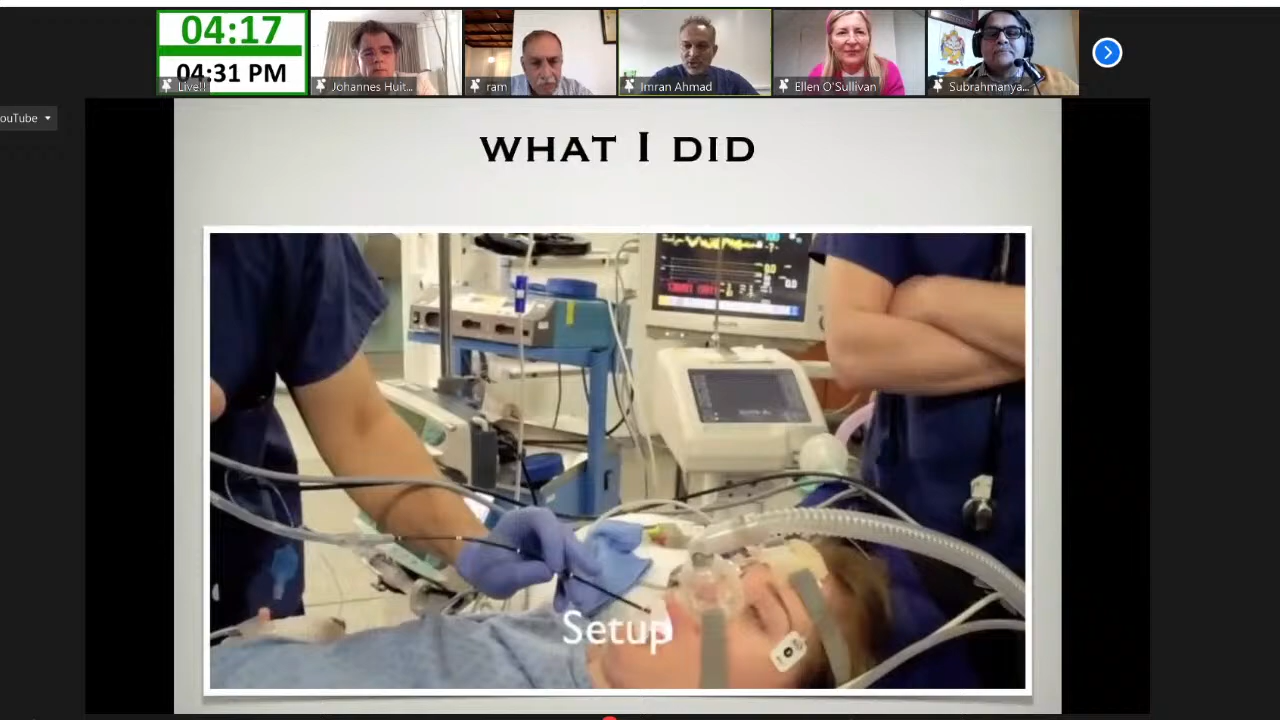 04:17
04:31 PM
Live!!
Johannes Huit...
ram
Imran Ahmad
Ellen O'Sullivan
Subrahmanya...
ouTube
WHAT I DID
Setup